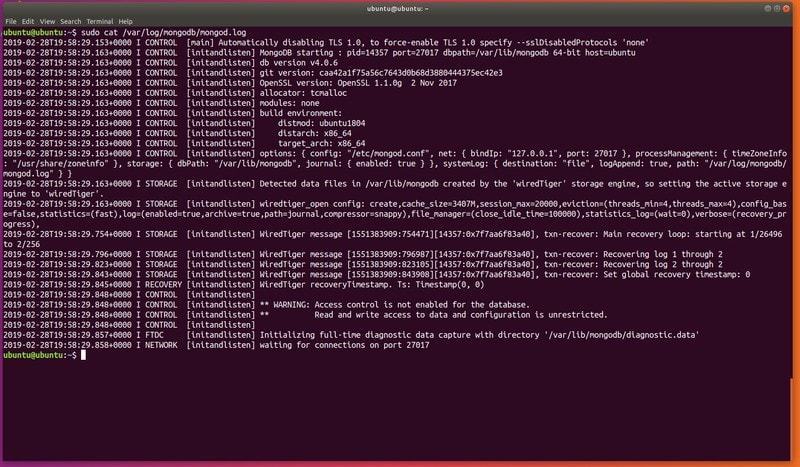 ubuntu@ubuntu: ~
File Edit View Search Terminal Help
ubuntu@ubuntu:~$ sudo cat /var/log/mongodb/mongod.log
2019-02-28T19:58:29.153+0000 I CONTROL  [main] Automatically disabling TLS 1.0, to force-enable TLS 1.0 specify --sslDisabledProtocols 'none'
2019-02-28T19:58:29.163+0000 I CONTROL  [initandlisten] MongoDB starting : pid=14357 port=27017 dbpath=/var/lib/mongodb 64-bit host=ubuntu
2019-02-28T19:58:29.163+0000 I CONTROL  [initandlisten] db version v4.0.6
2019-02-28T19:58:29.163+0000 I CONTROL  [initandlisten] git version: caa42a1f75a56c7643d0b68d3880444375ec42e3
2019-02-28T19:58:29.163+0000 I CONTROL  [initandlisten] OpenSSL version: OpenSSL 1.1.0g  2 Nov 2017
2019-02-28T19:58:29.163+0000 I CONTROL  [initandlisten] allocator: tcmalloc
2019-02-28T19:58:29.163+0000 I CONTROL  [initandlisten] modules: none
2019-02-28T19:58:29.163+0000 I CONTROL  [initandlisten] build environment:
2019-02-28T19:58:29.163+0000 I CONTROL  [initandlisten]     distmod: ubuntu1804
2019-02-28T19:58:29.163+0000 I CONTROL  [initandlisten]     distarch: x86_64
2019-02-28T19:58:29.163+0000 I CONTROL  [initandlisten]     target_arch: x86_64
2019-02-28T19:58:29.163+0000 I CONTROL  [initandlisten] options: { config: "/etc/mongod.conf", net: { bindIp: "127.0.0.1", port: 27017 }, processManagement: { timeZoneInfo
: "/usr/share/zoneinfo" }, storage: { dbPath: "/var/lib/mongodb", journal: { enabled: true } }, systemLog: { destination: "file", logAppend: true, path: "/var/log/mongodb/
mongod.log" } }
2019-02-28T19:58:29.163+0000 I STORAGE  [initandlisten] Detected data files in /var/lib/mongodb created by the 'wiredTiger' storage engine, so setting the active storage en
gine to 'wiredTiger'.
2019-02-28T19:58:29.163+0000 I STORAGE  [initandlisten] wiredtiger_open config: create,cache_size=3407M,session_max=20000,eviction=(threads_min=4,threads_max=4),config_bas
e=false,statistics=(fast),log=(enabled=true,archive=true,path=journal,compressor=snappy),file_manager=(close_idle_time=100000),statistics_log=(wait=0),verbose=(recovery_pr
ogress),
2019-02-28T19:58:29.754+0000 I STORAGE  [initandlisten] WiredTiger message [1551383909:754471][14357:0x7f7aa6f83a40], txn-recover: Main recovery loop: starting at 1/26496
to 2/256
2019-02-28T19:58:29.796+0000 I STORAGE  [initandlisten] WiredTiger message [1551383909:796987][14357:0x7f7aa6f83a40], txn-recover: Recovering log 1 through 2
2019-02-28T19:58:29.823+0000 I STORAGE  [initandlisten] WiredTiger message [1551383909:823105][14357:0x7f7aa6f83a40], txn-recover: Recovering log 2 through 2
2019-02-28T19:58:29.843+0000 I STORAGE  [initandlisten] WiredTiger message [1551383909:843908][14357:0x7f7aa6f83a40], txn-recover: Set global recovery timestamp: 0
2019-02-28T19:58:29.845+0000 I RECOVERY [initandlisten] WiredTiger recoveryTimestamp. Ts: Timestamp(0, 0)
2019-02-28T19:58:29.848+0000 I CONTROL  [initandlisten]
2019-02-28T19:58:29.848+0000 I CONTROL  [initandlisten] ** WARNING: Access control is not enabled for the database.
2019-02-28T19:58:29.848+0000 I CONTROL  [initandlisten] **          Read and write access to data and configuration is unrestricted.
2019-02-28T19:58:29.848+0000 I CONTROL  [initandlisten]
2019-02-28T19:58:29.857+0000 I FTDC     [initandlisten] Initializing full-time diagnostic data capture with directory '/var/lib/mongodb/diagnostic.data'
2019-02-28T19:58:29.858+0000 I NETWORK  [initandlisten] waiting for connections on port 27017
ubuntu@ubuntu:~$